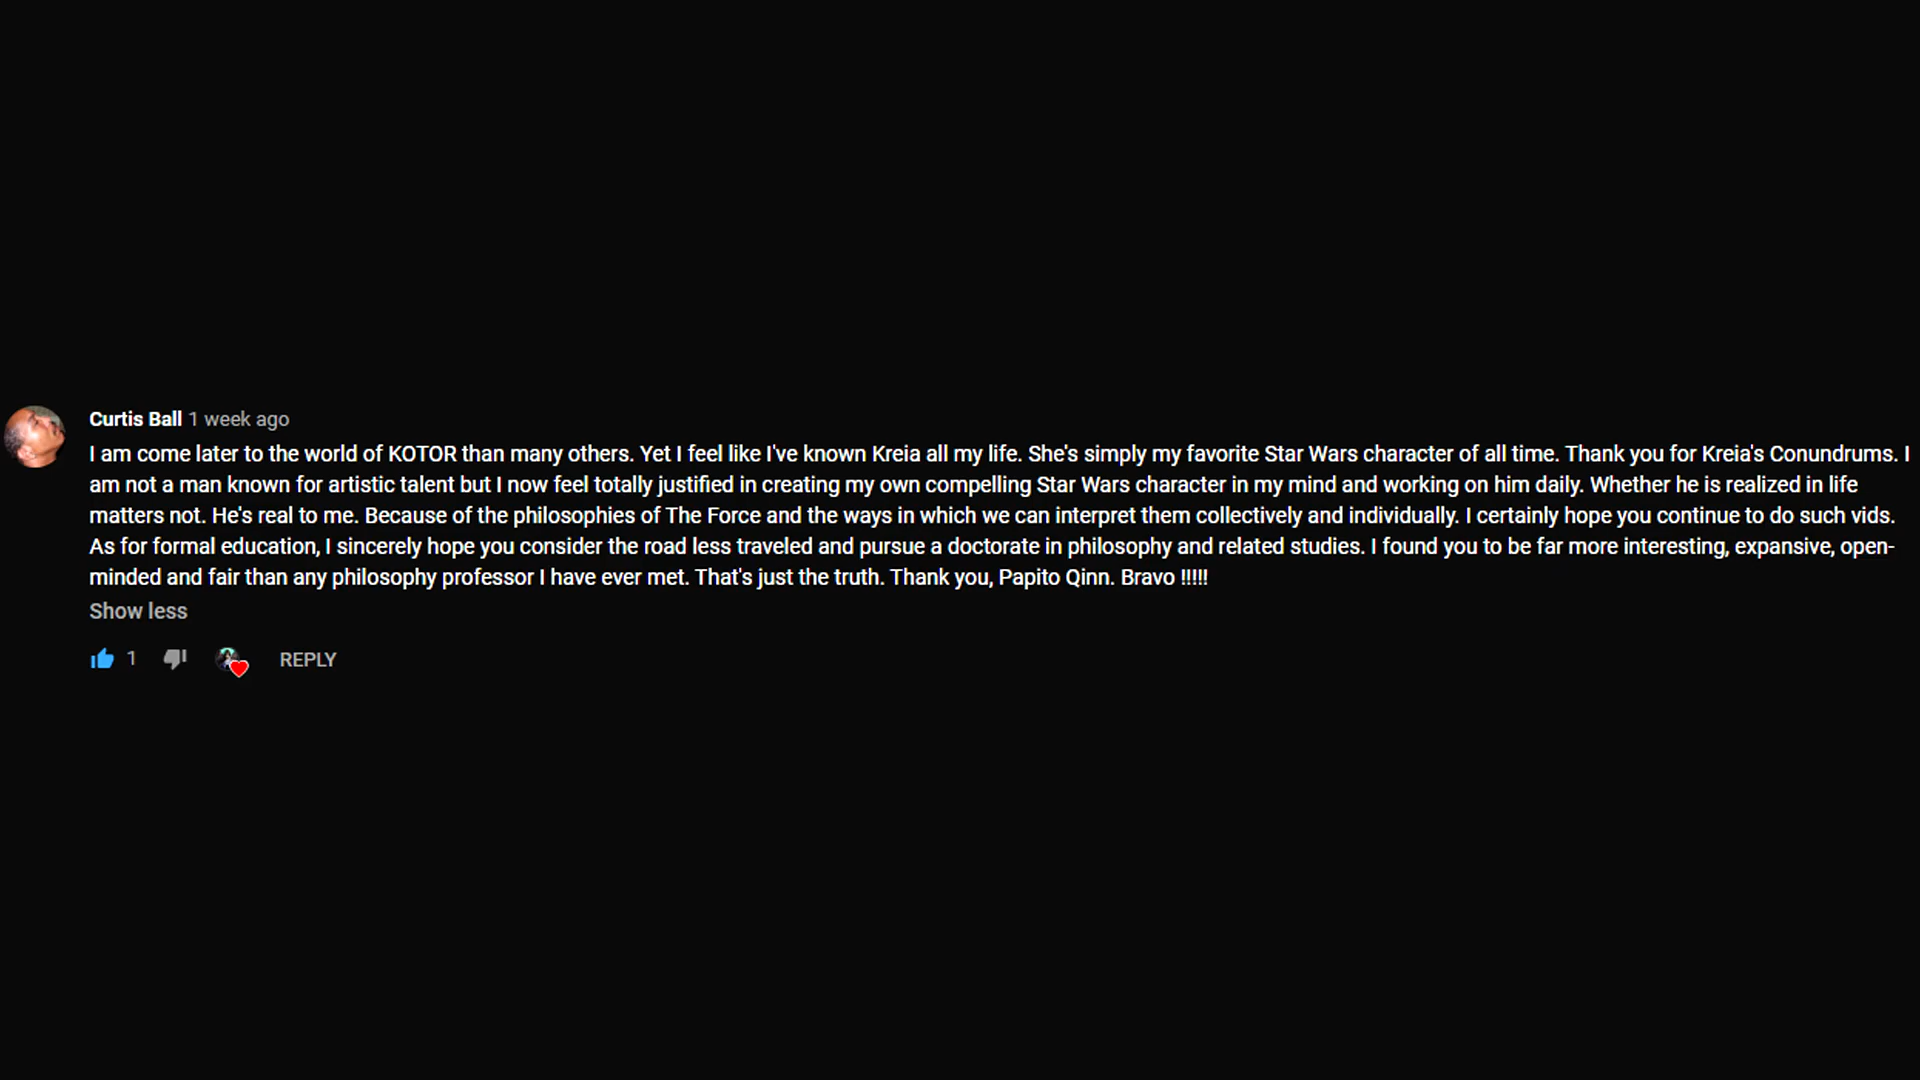 Curtis Ball 1 week ago
I am come later to the world of KOTOR than many others. Yet I feel like I've known Kreia all my life. She's simply my favorite Star Wars character of all time. Thank you for Kreia's Conundrums. I
am not a man known for artistic talent but I now feel totally justified in creating my own compelling Star Wars character in my mind and working on him daily. Whether he is realized in life
matters not. He's real to me. Because of the philosophies of The Force and the ways in which we can interpret them collectively and individually. I certainly hope you continue to do such vids.
As for formal education, I sincerely hope you consider the road less traveled and pursue a doctorate in philosophy and related studies. I found you to be far more interesting, expansive, open-
minded and fair than any philosophy professor I have ever met. That's just the truth. Thank you, Papito Qinn. Bravo !!!!!
Show less
1 REPLY